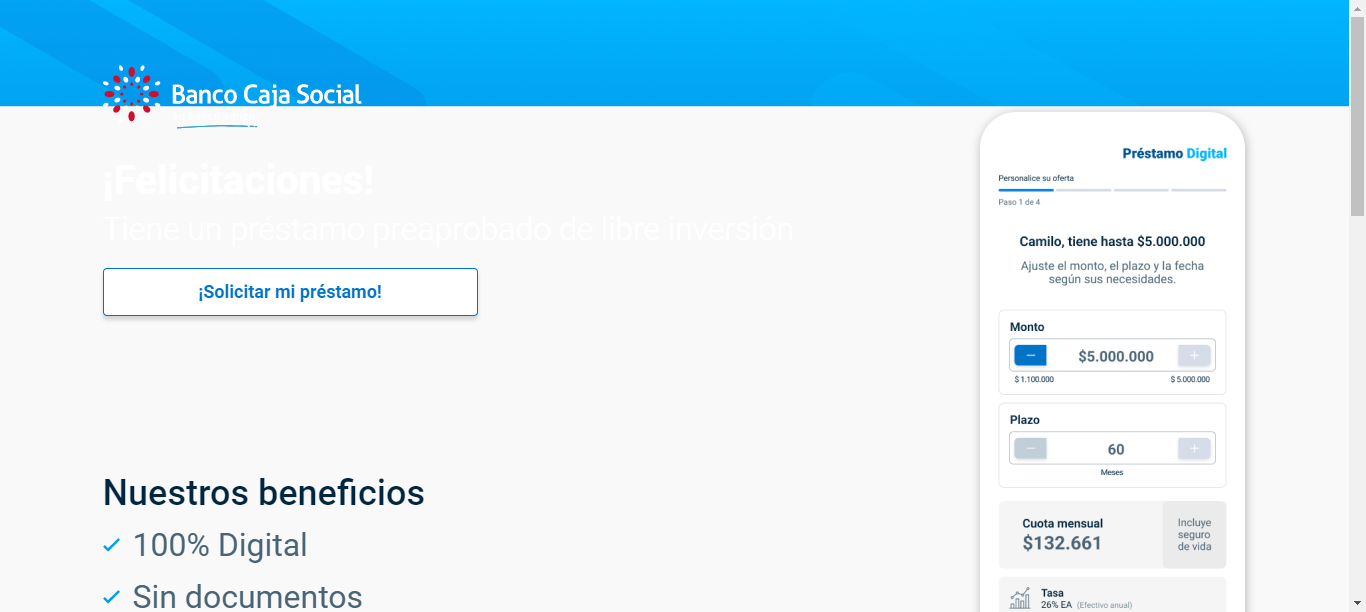 Banco Caja Social
¡Felicitaciones!
Tiene un préstamo preaprobado de libre inversión
¡Solicitar mi préstamo!
Nuestros beneficios
100% Digital
Sin documentos
Préstamo Digital
Personalice su oferta
Paso 1 de 4
Camilo, tiene hasta $5.000.000
Ajuste el monto, el plazo y la fecha
según sus necesidades.
Monto
− $5.000.000 +
$ 1.100.000 $ 5.000.000
Plazo
− 60 +
Meses
Cuota mensual
$132.661
Incluye
seguro
de vida
Tasa
26% EA (Efectivo anual)